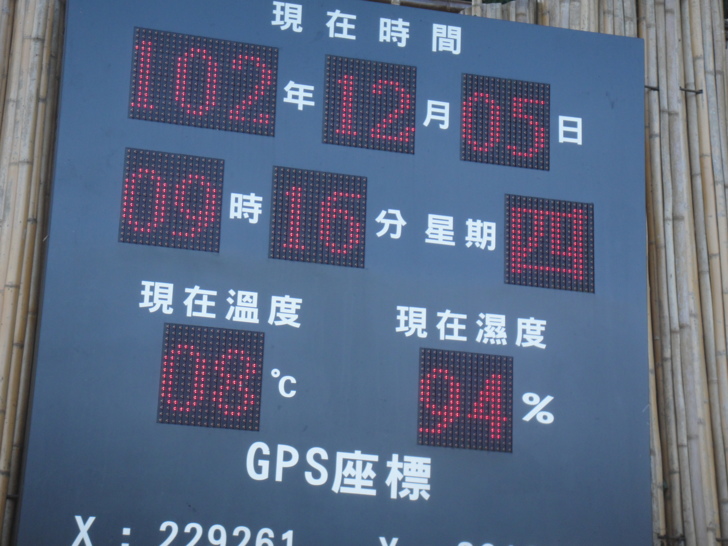 現在時間
102年12月05日
09時16分 星期四
現在溫度 現在濕度
08℃ 94%
GPS座標
X : 229261